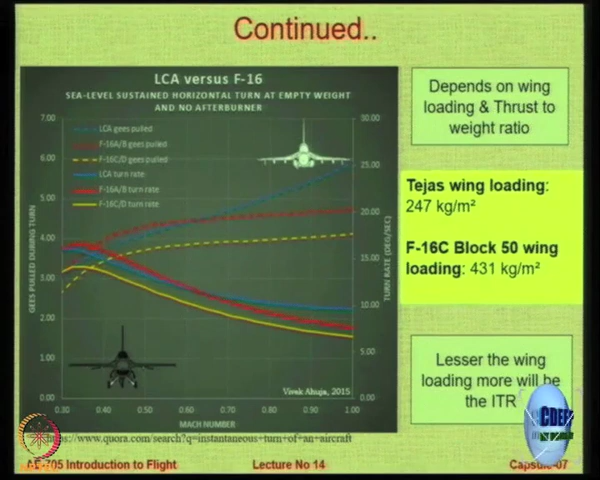 Continued..
LCA VERSUS F-16
SEA-LEVEL SUSTAINED HORIZONTAL TURN AT EMPTY WEIGHT
AND NO AFTERBURNER
7.00
6.00
5.00
4.00
3.00
2.00
1.00
0.00
GEES PULLED DURING TURN
LCA gees pulled
F-16A/B gees pulled
F-16C/D gees pulled
LCA turn rate
F-16A/B turn rate
F-16C/D turn rate
30.00
25.00
20.00
15.00
10.00
5.00
0.00
TURN RATE (DEG/SEC)
0.30
0.40
0.50
0.60
0.70
0.80
0.90
1.00
MACH NUMBER
Vivek Ahuja, 2015
Depends on wing
loading & Thrust to
weight ratio
Tejas wing loading:
247 kg/m²
F-16C Block 50 wing
loading: 431 kg/m²
Lesser the wing
loading more will be
the ITR
https://www.quora.com/search?q=instantaneous+turn+of+an+aircraft
AE-705 Introduction to Flight
Lecture No 14
Capsule-07
NPTEL
CDEEP